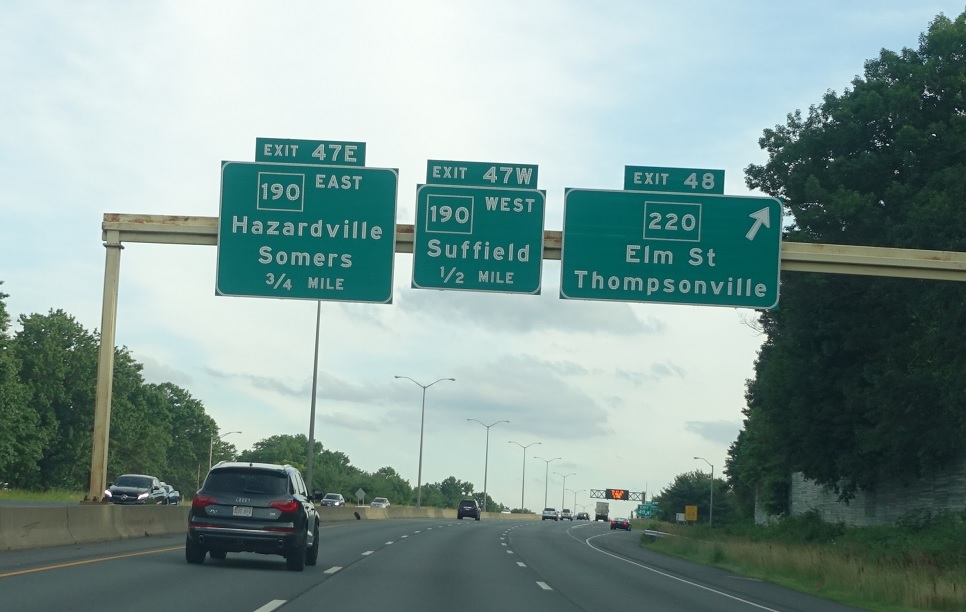 EXIT 47E
190 EAST
Hazardville
Somers
3/4 MILE
EXIT 47W
190 WEST
Suffield
1/2 MILE
EXIT 48
220
Elm St
Thompsonville